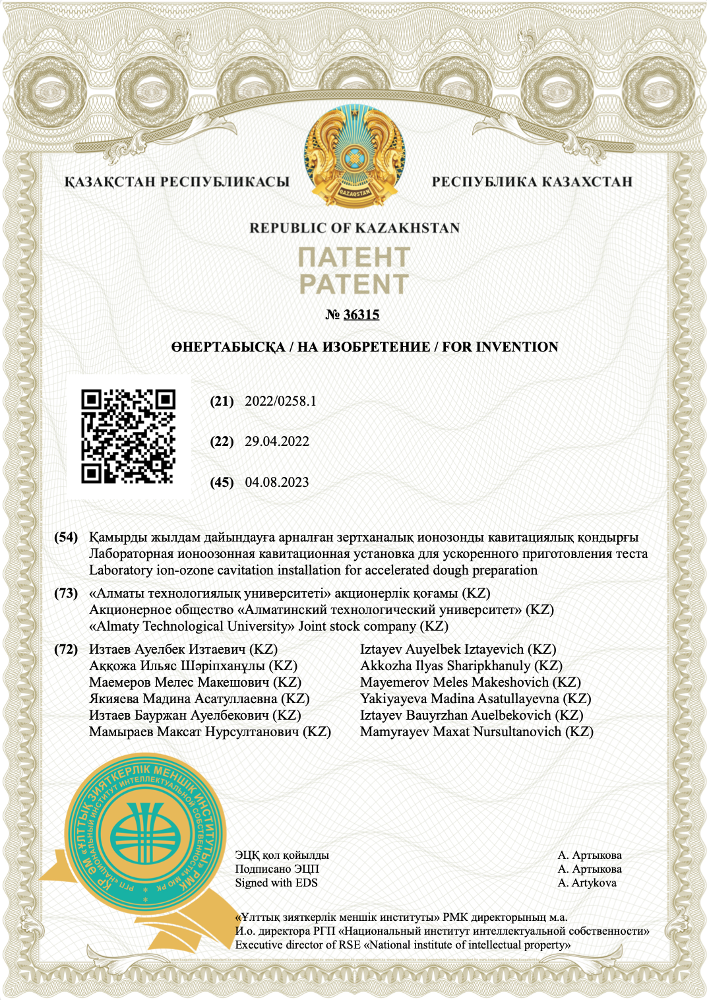 QAZAQSTAN
ҚАЗАҚСТАН РЕСПУБЛИКАСЫ РЕСПУБЛИКА КАЗАХСТАН
REPUBLIC OF KAZAKHSTAN
ПАТЕНТ
PATENT
№ 36315
ӨНЕРТАБЫСҚА / НА ИЗОБРЕТЕНИЕ / FOR INVENTION
(21) 2022/0258.1
(22) 29.04.2022
(45) 04.08.2023
(54) Қамырды жылдам дайындауға арналған зертханалық ионозонды кавитациялық қондырғы
Лабораторная ионоозонная кавитационная установка для ускоренного приготовления теста
Laboratory ion-ozone cavitation installation for accelerated dough preparation
(73) «Алматы технологиялық университеті» акционерлік қоғамы (KZ)
Акционерное общество «Алматинский технологический университет» (KZ)
«Almaty Technological University» Joint stock company (KZ)
(72) Изтаев Ауелбек Изтаевич (KZ) Iztayev Auyelbek Iztayevich (KZ)
Аққожа Ильяс Шәріпханұлы (KZ) Akkozha Ilyas Sharipkhanuly (KZ)
Маемеров Мелес Макешович (KZ) Mayemerov Meles Makeshovich (KZ)
Якияева Мадина Асатуллаевна (KZ) Yakiyayeva Madina Asatullayevna (KZ)
Изтаев Бауржан Ауелбекович (KZ) Iztayev Bauyrzhan Auelbekovich (KZ)
Мамыраев Максат Нурсултанович (KZ) Mamyrayev Maxat Nursultanovich (KZ)
ҚР ӘМ «ҰЛТТЫҚ ЗИЯТКЕРЛІК МЕНШІК ИНСТИТУТЫ» РМК
РГП «НАЦИОНАЛЬНЫЙ ИНСТИТУТ ИНТЕЛЛЕКТУАЛЬНОЙ СОБСТВЕННОСТИ» МЮ РК
ЭЦҚ қол қойылды А. Артыкова
Подписано ЭЦП А. Артыкова
Signed with EDS A. Artykova
«Ұлттық зияткерлік меншік институты» РМК директорының м.а.
И.о. директора РГП «Национальный институт интеллектуальной собственности»
Executive director of RSE «National institute of intellectual property»